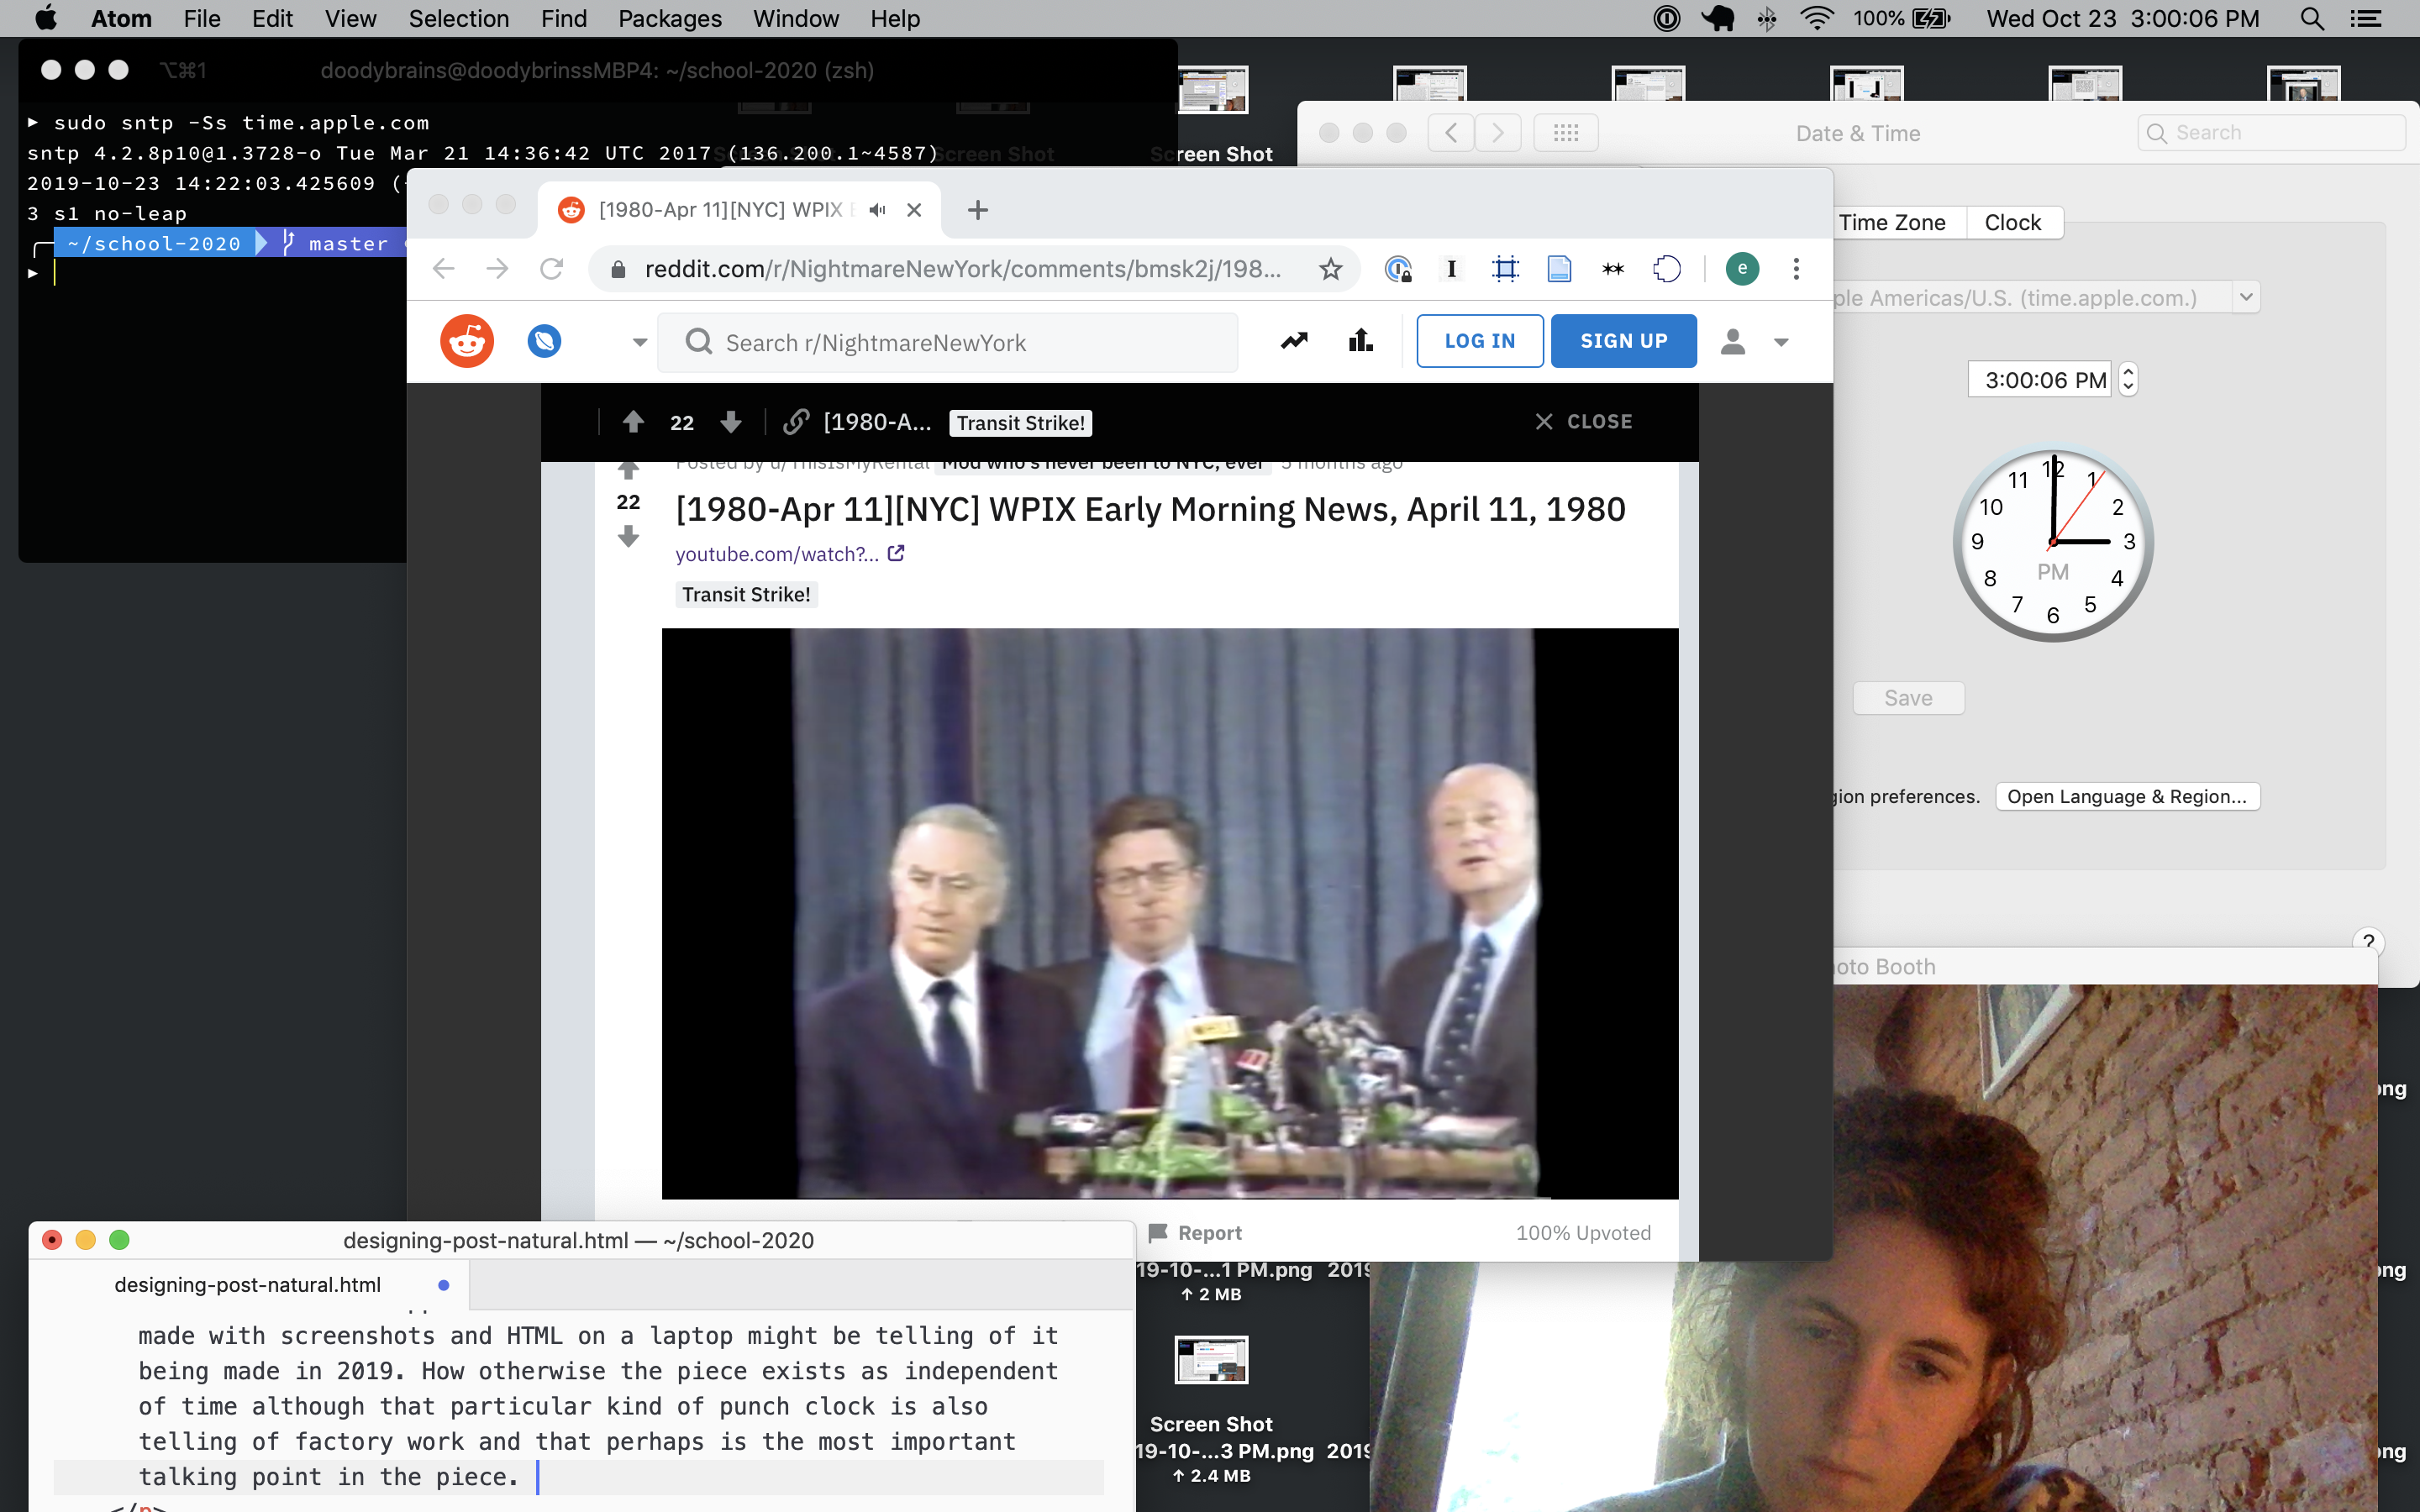 Atom File Edit View Selection Find Packages Window Help 100% Wed Oct 23 3:00:06 PM
⌥⌘1 doodybrains@doodybrinssMBP4: ~/school-2020 (zsh)
▸ sudo sntp -Ss time.apple.com
sntp 4.2.8p10@1.3728-o Tue Mar 21 14:36:42 UTC 2017 (136.200.1~4587)
2019-10-23 14:22:03.425609 (
3 s1 no-leap
~/school-2020 master
Screen Shot
Screen Shot
Date & Time
Search
[1980-Apr 11][NYC] WPIX
reddit.com/r/NightmareNewYork/comments/bmsk2j/198...
e
Search r/NightmareNewYork
LOG IN
SIGN UP
22 [1980-A... Transit Strike! CLOSE
Posted by u/ThisIsMyRental Mod who's never been to NYC, ever 5 months ago
22
[1980-Apr 11][NYC] WPIX Early Morning News, April 11, 1980
youtube.com/watch?...
Transit Strike!
Report
100% Upvoted
Time Zone Clock
ple Americas/U.S. (time.apple.com.)
3:00:06 PM
12 1 2 3 4 5 6 7 8 9 10 11
PM
Save
gion preferences. Open Language & Region...
?
oto Booth
ng
ng
ng
designing-post-natural.html — ~/school-2020
designing-post-natural.html
made with screenshots and HTML on a laptop might be telling of it
being made in 2019. How otherwise the piece exists as independent
of time although that particular kind of punch clock is also
telling of factory work and that perhaps is the most important
talking point in the piece.
</p>
19-10-...1 PM.png 2019
↑ 2 MB
Screen Shot
19-10-...3 PM.png 2019
↑ 2.4 MB